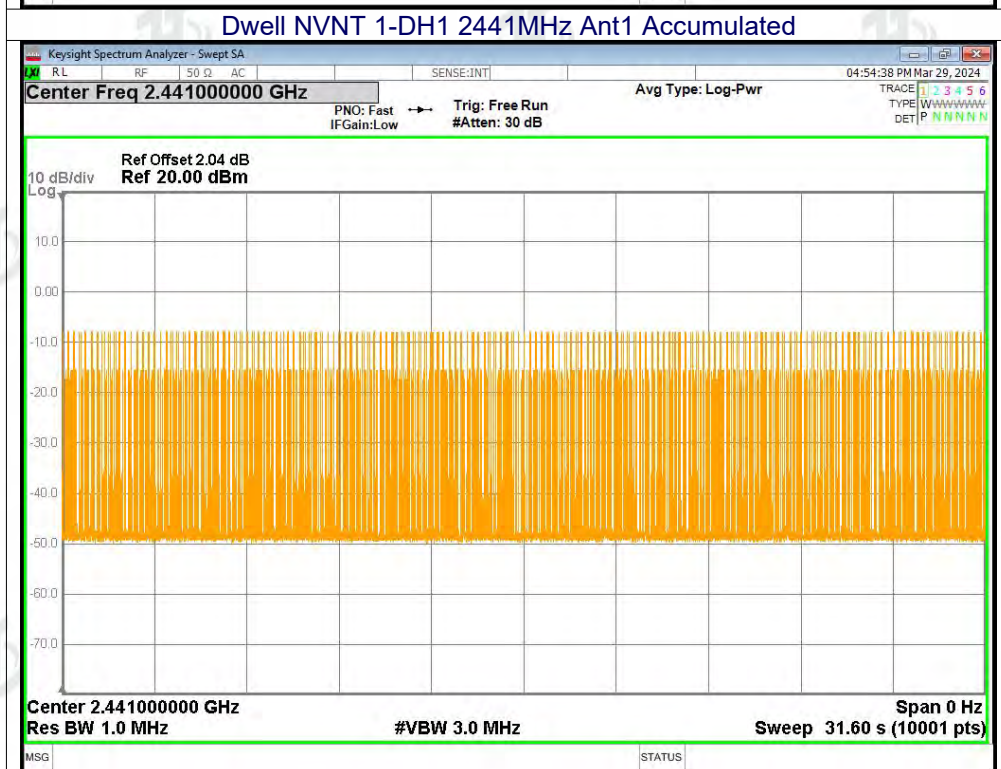 Dwell NVNT 1-DH1 2441MHz Ant1 Accumulated
Keysight Spectrum Analyzer - Swept SA
LXI RL RF 50 Ω AC SENSE:INT 04:54:38 PM Mar 29, 2024
Center Freq 2.441000000 GHz Avg Type: Log-Pwr TRACE 1 2 3 4 5 6
PNO: Fast Trig: Free Run TYPE WWWWWW
IFGain:Low #Atten: 30 dB DET P N N N N N
Ref Offset 2.04 dB
10 dB/div Ref 20.00 dBm
Log
10.0
0.00
-10.0
-20.0
-30.0
-40.0
-50.0
-60.0
-70.0
Center 2.441000000 GHz Span 0 Hz
Res BW 1.0 MHz #VBW 3.0 MHz Sweep 31.60 s (10001 pts)
MSG STATUS